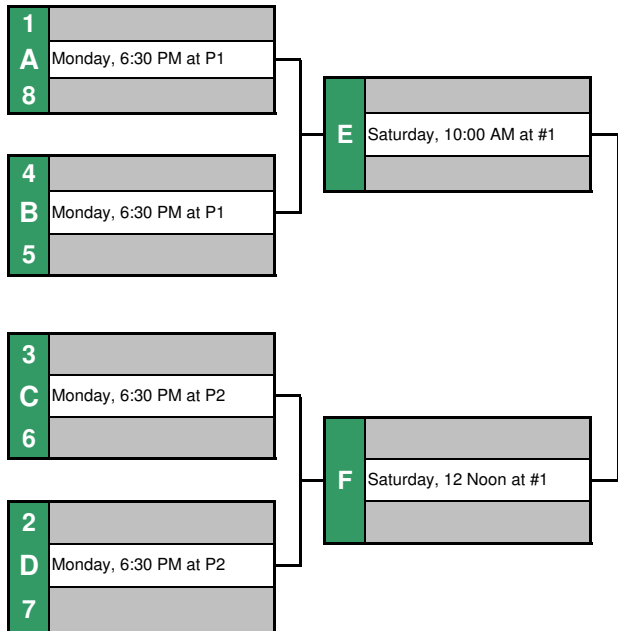 1
A Monday, 6:30 PM at P1
8
E Saturday, 10:00 AM at #1
4
B Monday, 6:30 PM at P1
5
3
C Monday, 6:30 PM at P2
6
F Saturday, 12 Noon at #1
2
D Monday, 6:30 PM at P2
7